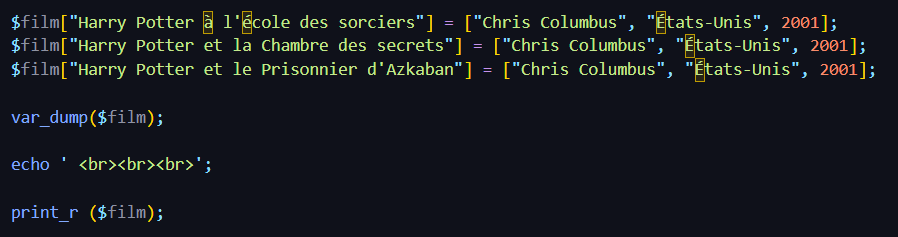 $film["Harry Potter à l'école des sorciers"] = ["Chris Columbus", "États-Unis", 2001];
$film["Harry Potter et la Chambre des secrets"] = ["Chris Columbus", "États-Unis", 2001];
$film["Harry Potter et le Prisonnier d'Azkaban"] = ["Chris Columbus", "États-Unis", 2001];
var_dump($film);
echo ' <br><br><br>';
print_r ($film);